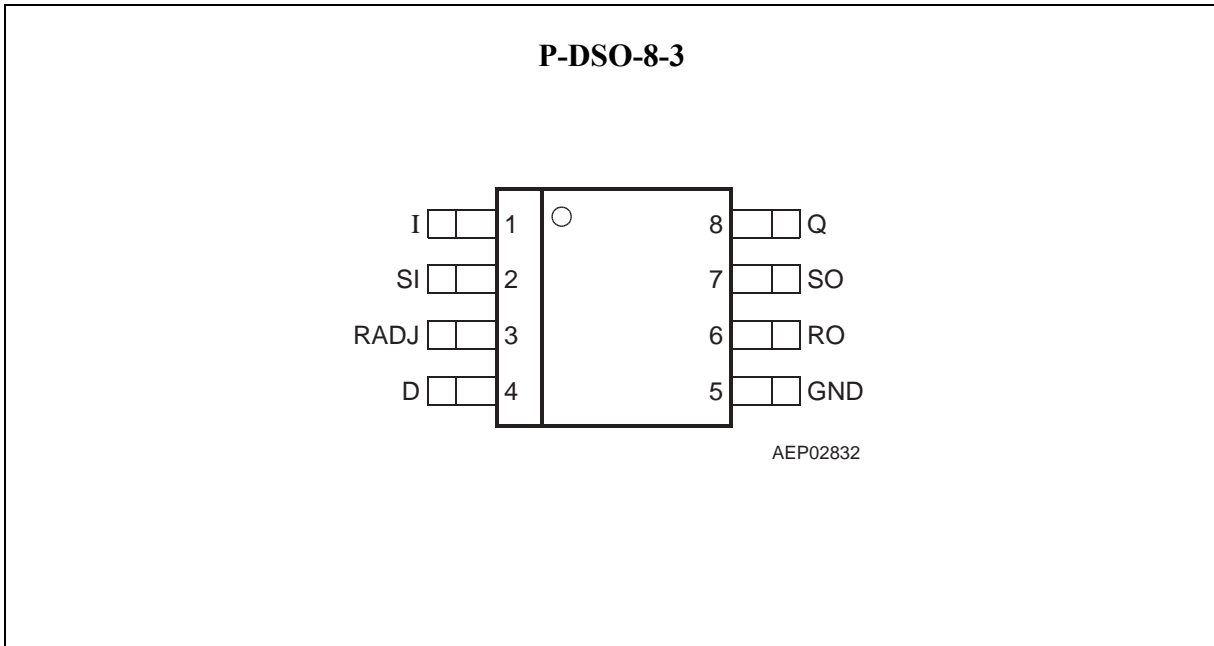 P-DSO-8-3
I 1 8 Q
SI 2 7 SO
RADJ 3 6 RO
D 4 5 GND
AEP02832